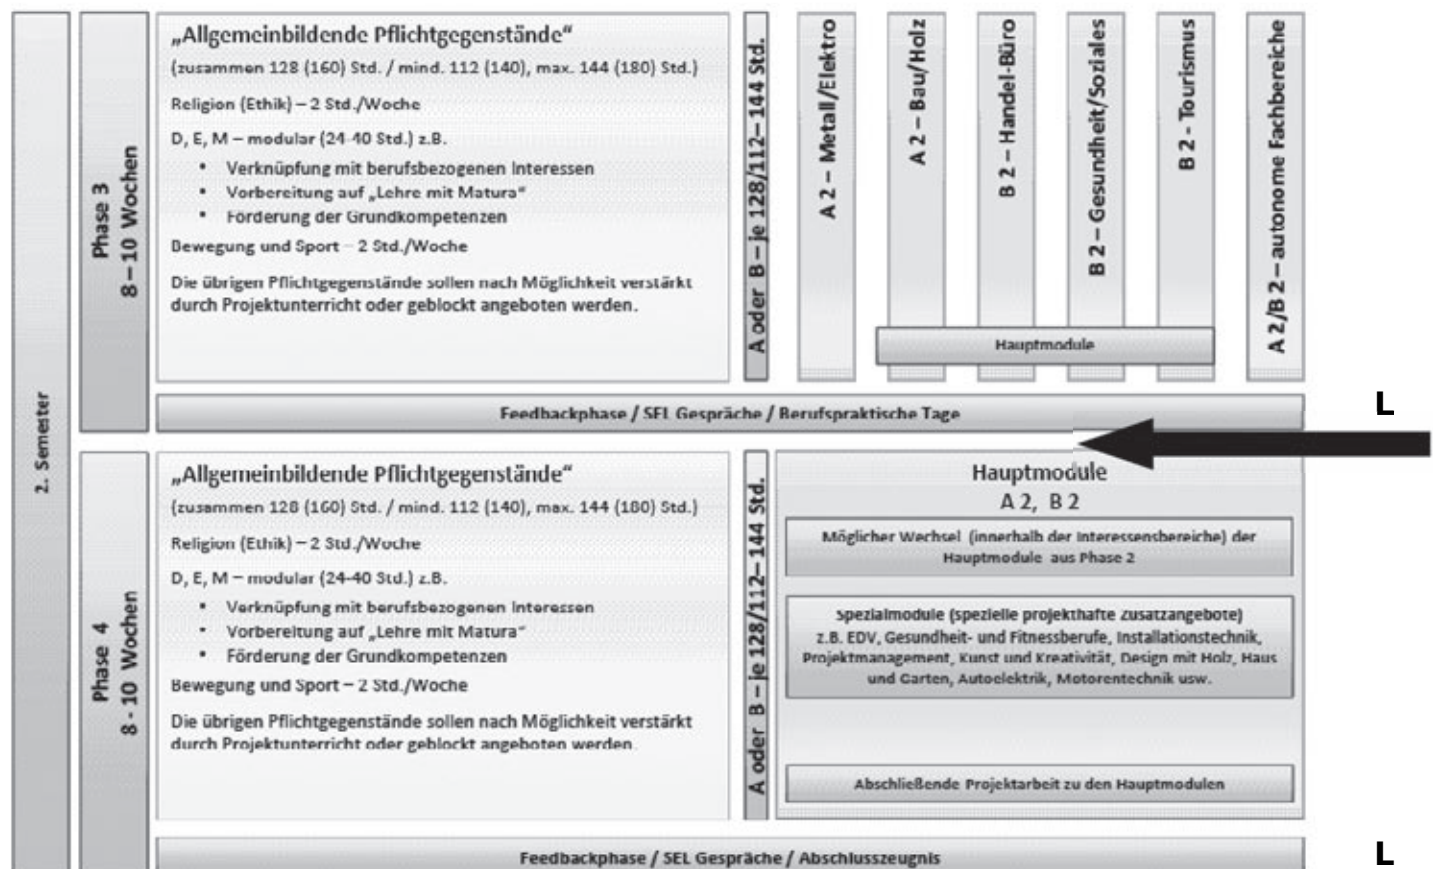 2. Semester
Phase 3
8 – 10 Wochen
„Allgemeinbildende Pflichtgegenstände“
(zusammen 128 (160) Std. / mind. 112 (140), max. 144 (180) Std.)
Religion (Ethik) – 2 Std./Woche
D, E, M – modular (24-40 Std.) z.B.
• Verknüpfung mit berufsbezogenen Interessen
• Vorbereitung auf „Lehre mit Matura“
• Förderung der Grundkompetenzen
Bewegung und Sport – 2 Std./Woche
Die übrigen Pflichtgegenstände sollen nach Möglichkeit verstärkt
durch Projektunterricht oder geblockt angeboten werden.
A oder B – je 128/112–144 Std.
A 2 – Metall/Elektro
A 2 – Bau/Holz
B 2 – Handel-Büro
B 2 – Gesundheit/Soziales
B 2 - Tourismus
A 2/B 2 – autonome Fachbereiche
Hauptmodule
Feedbackphase / SEL Gespräche / Berufspraktische Tage
L
Phase 4
8 - 10 Wochen
„Allgemeinbildende Pflichtgegenstände“
(zusammen 128 (160) Std. / mind. 112 (140), max. 144 (180) Std.)
Religion (Ethik) – 2 Std./Woche
D, E, M – modular (24-40 Std.) z.B.
• Verknüpfung mit berufsbezogenen Interessen
• Vorbereitung auf „Lehre mit Matura“
• Förderung der Grundkompetenzen
Bewegung und Sport – 2 Std./Woche
Die übrigen Pflichtgegenstände sollen nach Möglichkeit verstärkt
durch Projektunterricht oder geblockt angeboten werden.
A oder B – je 128/112–144 Std.
Hauptmodule
A 2, B 2
Möglicher Wechsel (innerhalb der Interessensbereiche) der
Hauptmodule aus Phase 2
Spezialmodule (spezielle projekthafte Zusatzangebote)
z.B. EDV, Gesundheit- und Fitnessberufe, Installationstechnik,
Projektmanagement, Kunst und Kreativität, Design mit Holz, Haus
und Garten, Autoelektrik, Motorentechnik usw.
Abschließende Projektarbeit zu den Hauptmodulen
Feedbackphase / SEL Gespräche / Abschlusszeugnis
L